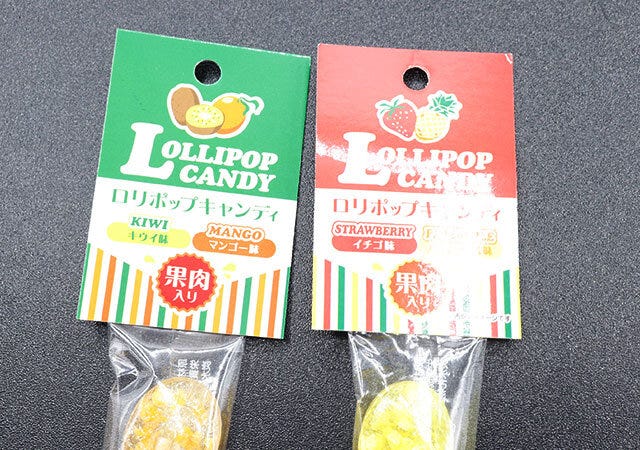 LOLLIPOP
CANDY
ロリポップキャンディ
KIWI
キウイ味
MANGO
マンゴー味
果肉
入り
LOLLIPOP
CANDY
ロリポップキャンディ
STRAWBERRY
イチゴ味
果肉
入り